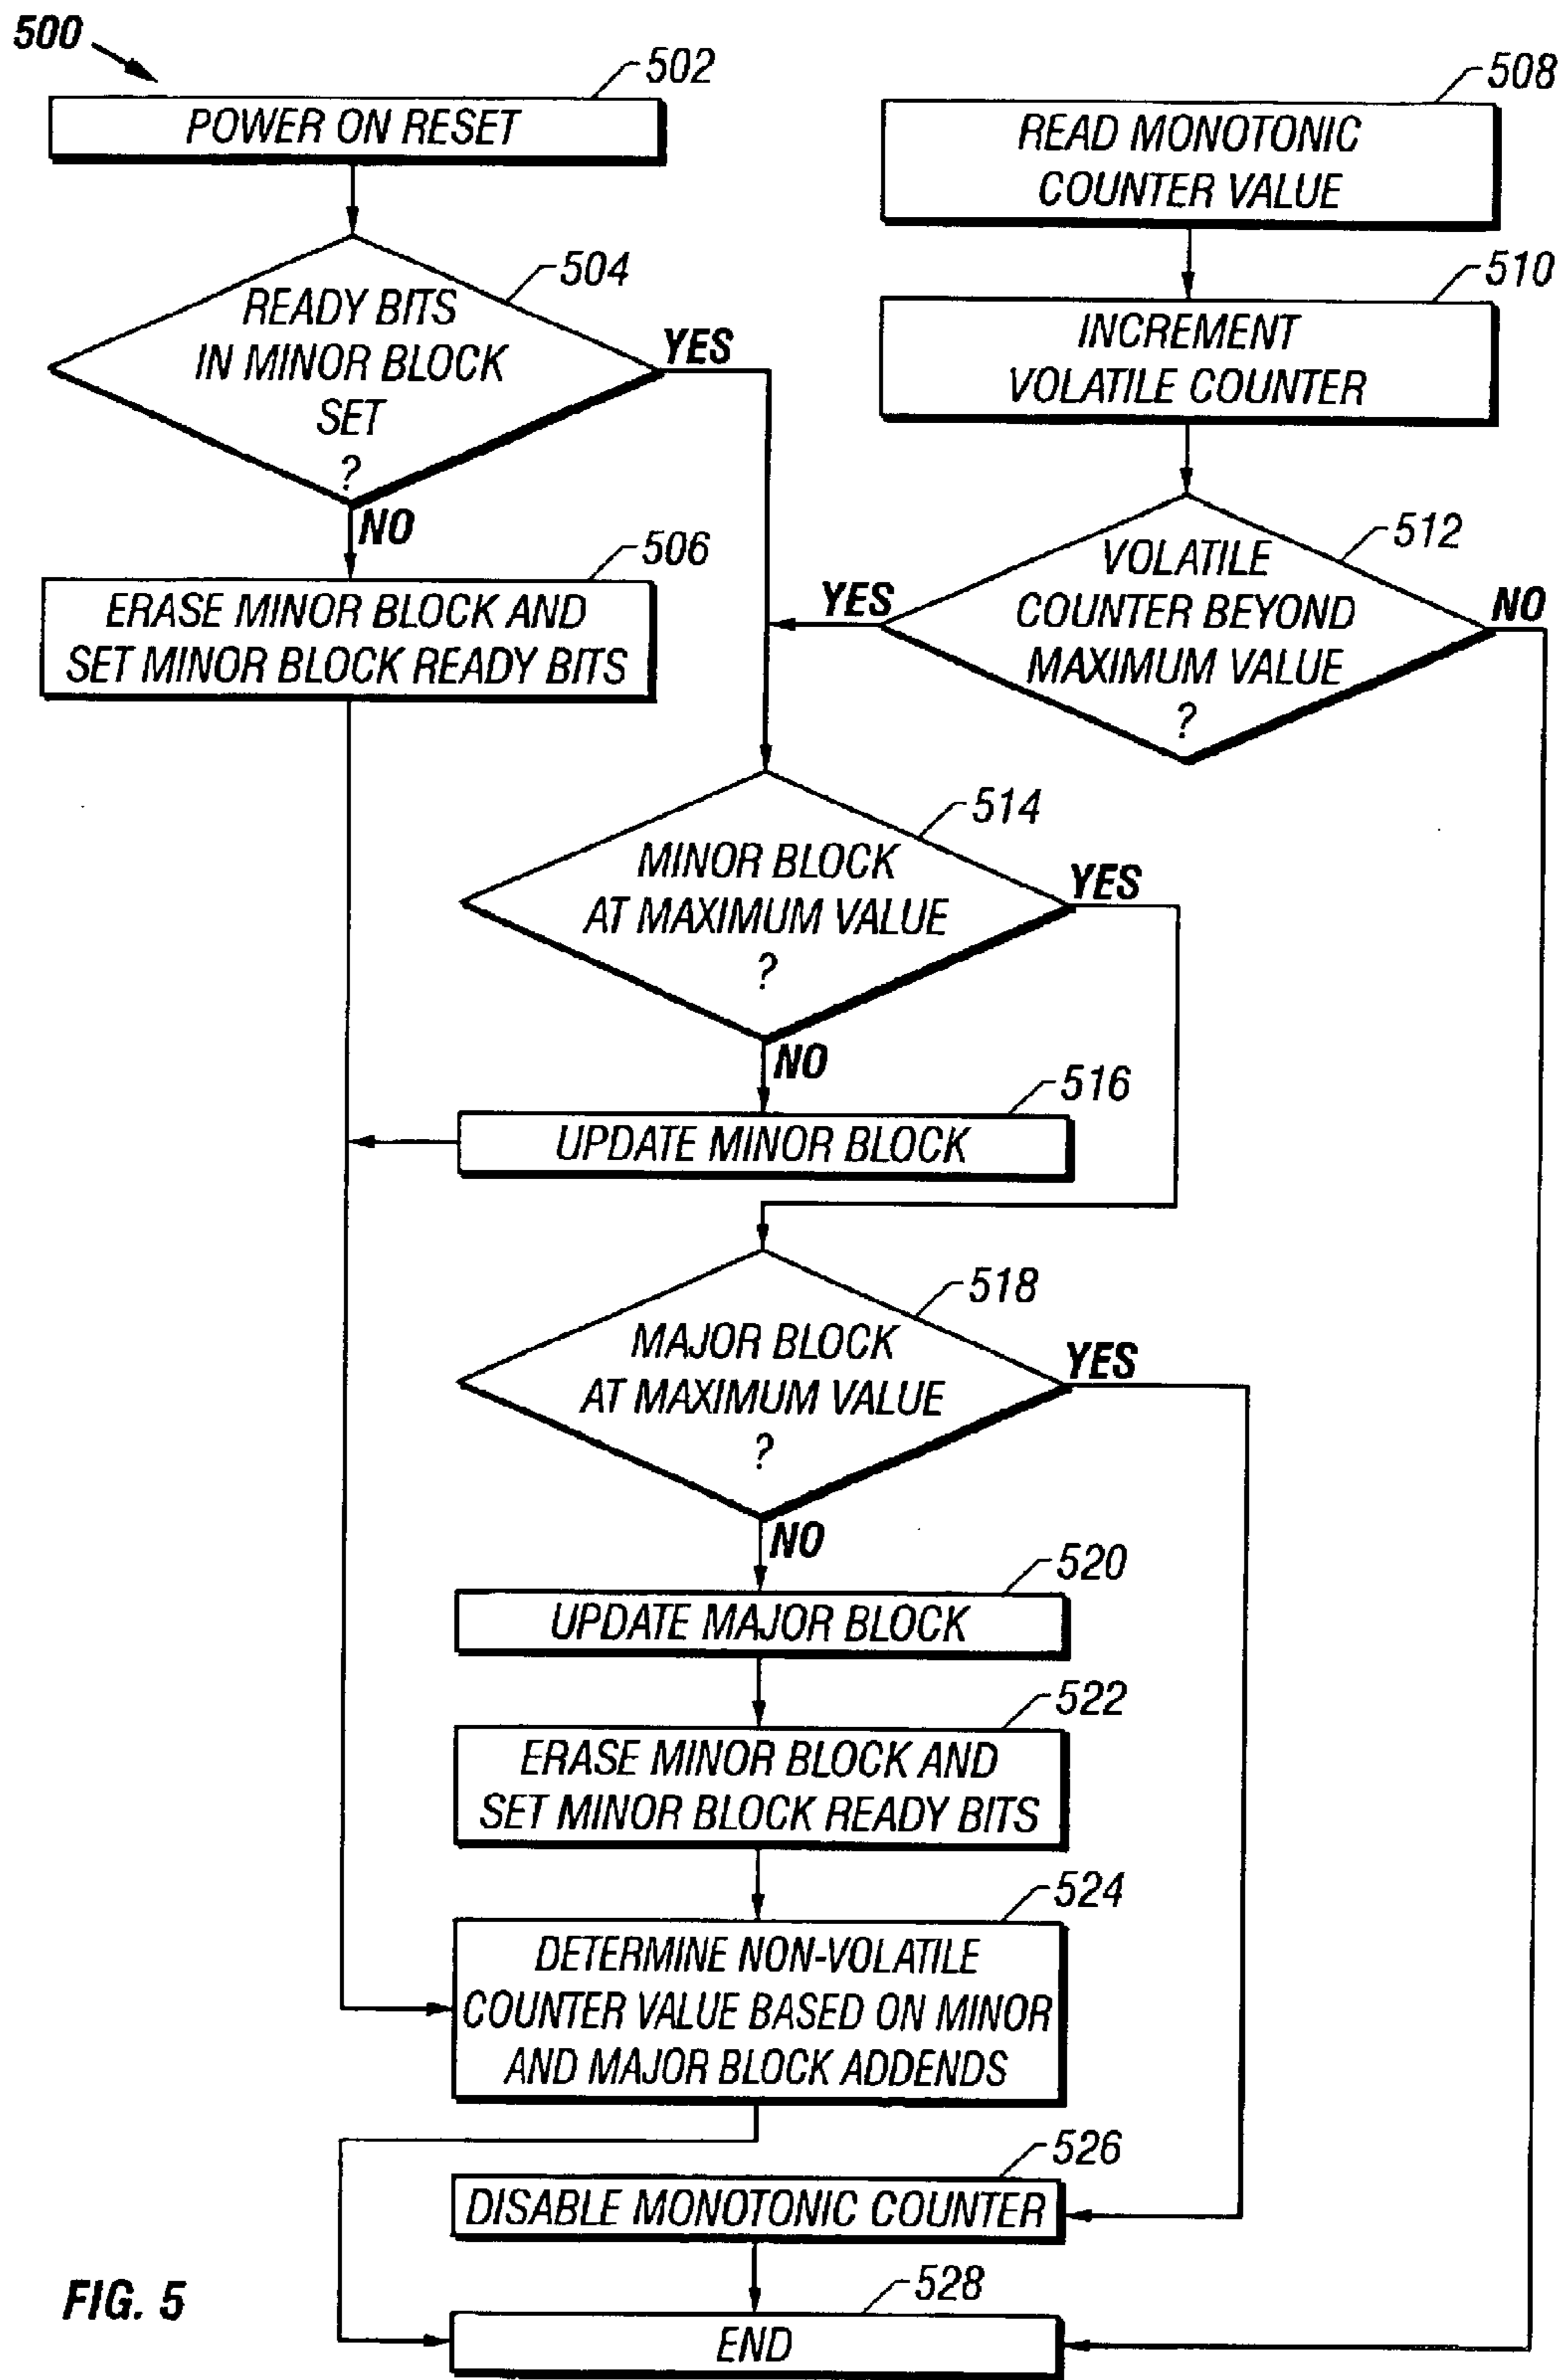 500
502
POWER ON RESET
504
READY BITS
IN MINOR BLOCK
SET
?
YES
NO
506
ERASE MINOR BLOCK AND
SET MINOR BLOCK READY BITS
508
READ MONOTONIC
COUNTER VALUE
510
INCREMENT
VOLATILE COUNTER
512
VOLATILE
COUNTER BEYOND
MAXIMUM VALUE
?
YES
NO
514
MINOR BLOCK
AT MAXIMUM VALUE
?
YES
NO
516
UPDATE MINOR BLOCK
518
MAJOR BLOCK
AT MAXIMUM VALUE
?
YES
NO
520
UPDATE MAJOR BLOCK
522
ERASE MINOR BLOCK AND
SET MINOR BLOCK READY BITS
524
DETERMINE NON-VOLATILE
COUNTER VALUE BASED ON MINOR
AND MAJOR BLOCK ADDENDS
526
DISABLE MONOTONIC COUNTER
528
END
FIG. 5